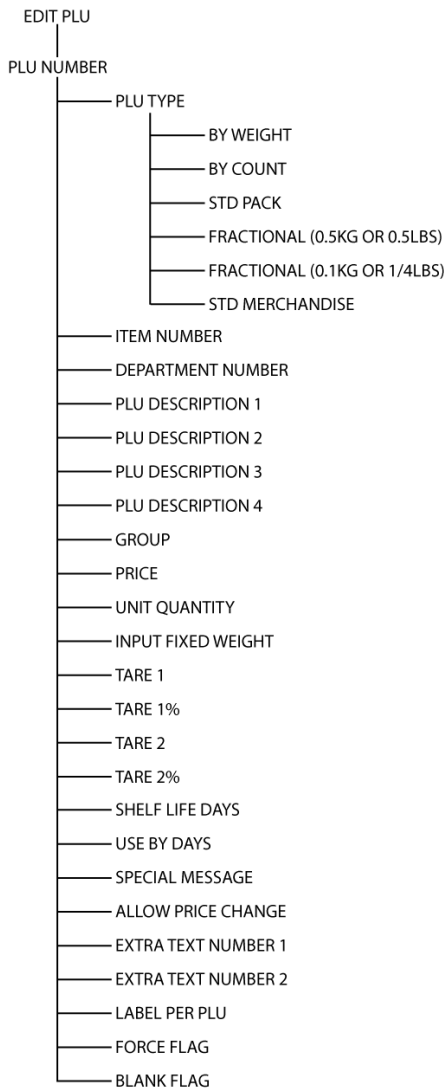 EDIT PLU
PLU NUMBER
PLU TYPE
BY WEIGHT
BY COUNT
STD PACK
FRACTIONAL (0.5KG OR 0.5LBS)
FRACTIONAL (0.1KG OR 1/4LBS)
STD MERCHANDISE
ITEM NUMBER
DEPARTMENT NUMBER
PLU DESCRIPTION 1
PLU DESCRIPTION 2
PLU DESCRIPTION 3
PLU DESCRIPTION 4
GROUP
PRICE
UNIT QUANTITY
INPUT FIXED WEIGHT
TARE 1
TARE 1%
TARE 2
TARE 2%
SHELF LIFE DAYS
USE BY DAYS
SPECIAL MESSAGE
ALLOW PRICE CHANGE
EXTRA TEXT NUMBER 1
EXTRA TEXT NUMBER 2
LABEL PER PLU
FORCE FLAG
BLANK FLAG